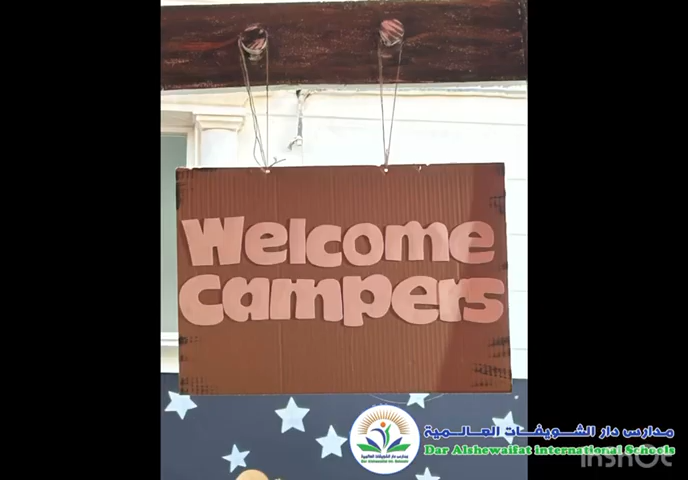 Welcome
campers
مدارس دار الشويفات العالمية
Dar Alshewaifat international Schools
INSHOT